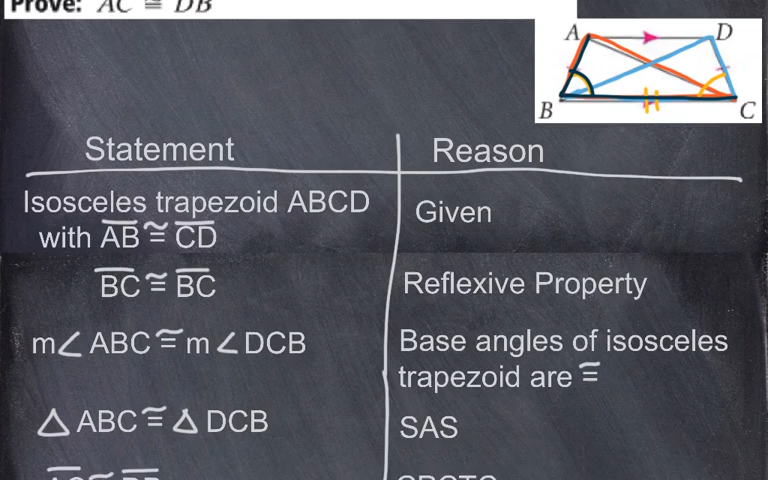 Prove: AC ≅ DB
A D
B C
Statement Reason
Isosceles trapezoid ABCD
with AB ≅ CD
Given
BC ≅ BC
Reflexive Property
m∠ABC ≅ m∠DCB
Base angles of isosceles
trapezoid are ≅
△ABC ≅ △DCB
SAS